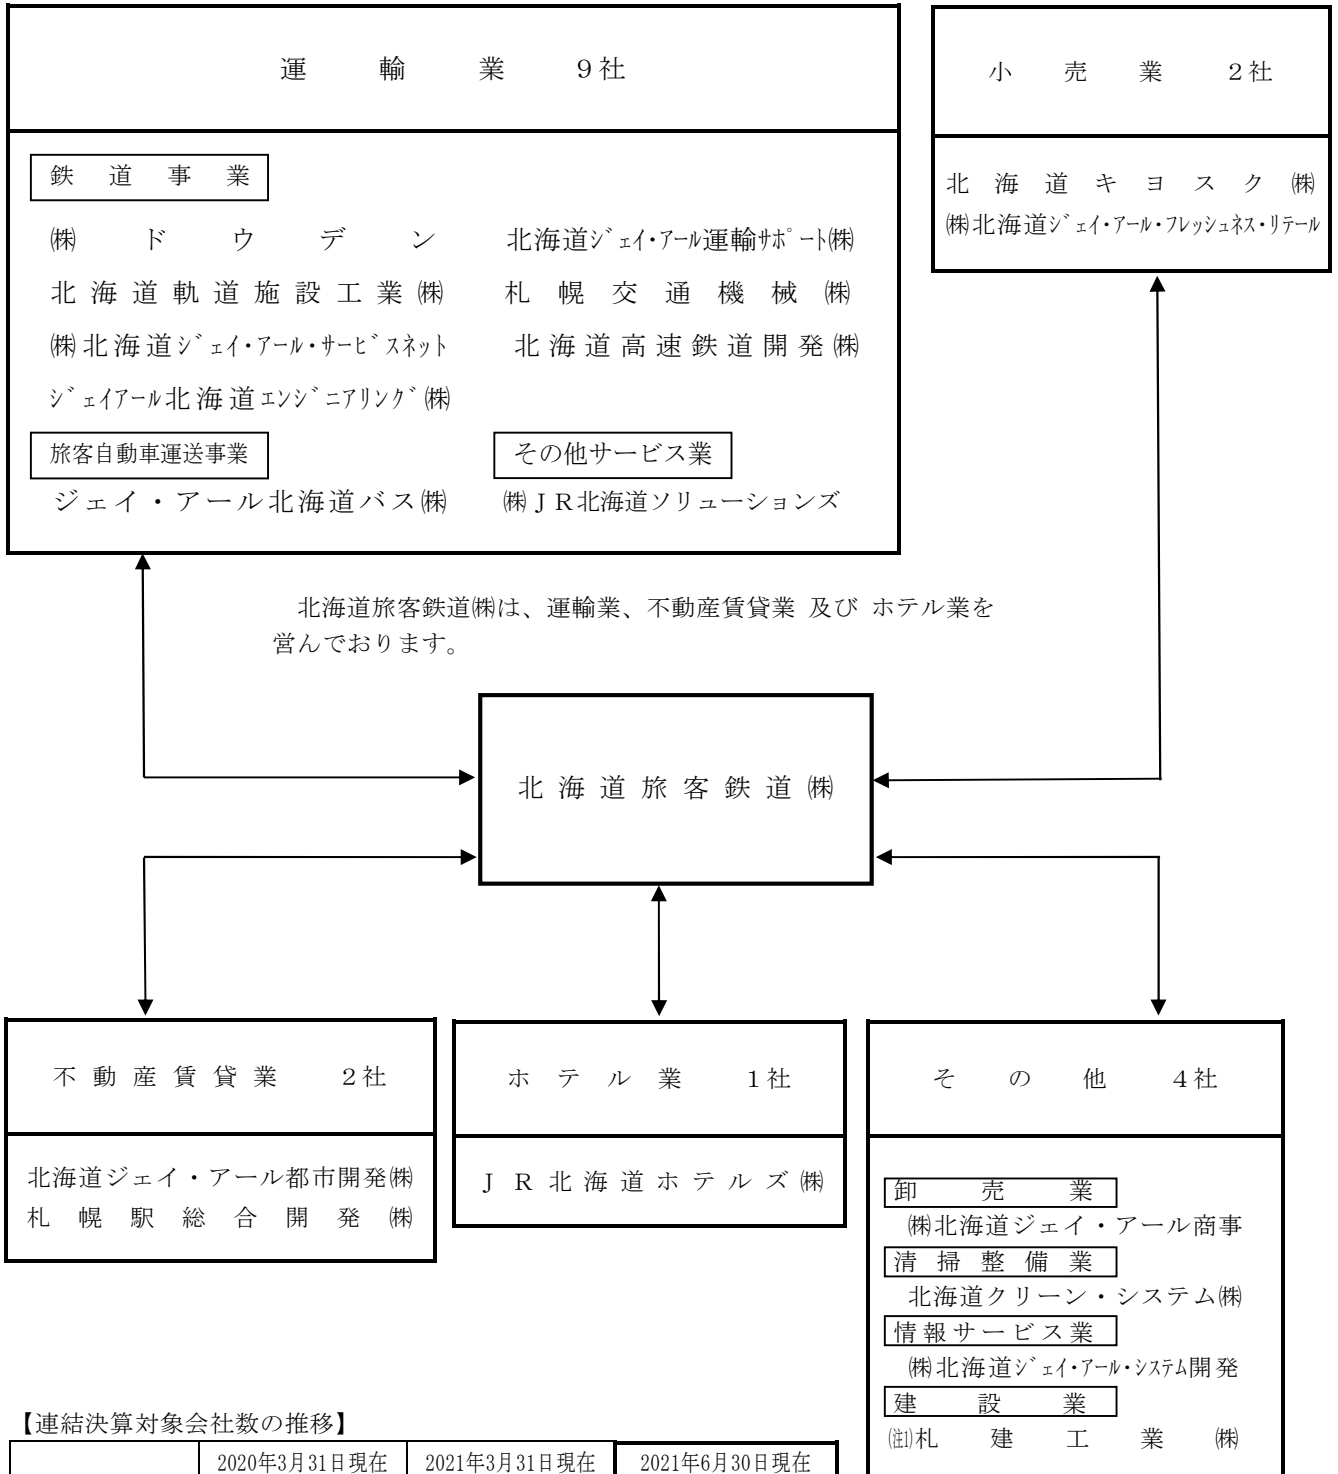 運輸業 9社
鉄道事業
㈱ドウデン 北海道ｼﾞｪｲ・ｱｰﾙ運輸ｻﾎﾟｰﾄ㈱
北海道軌道施設工業㈱ 札幌交通機械㈱
㈱北海道ｼﾞｪｲ・ｱｰﾙ・ｻｰﾋﾞｽﾈｯﾄ 北海道高速鉄道開発㈱
ｼﾞｪｲｱｰﾙ北海道ｴﾝｼﾞﾆｱﾘﾝｸﾞ㈱
旅客自動車運送事業 その他サービス業
ジェイ・アール北海道バス㈱ ㈱ＪＲ北海道ソリューションズ
小売業 2社
北海道キヨスク㈱
㈱北海道ｼﾞｪｲ・ｱｰﾙ・ﾌﾚｯｼｭﾈｽ・ﾘﾃｰﾙ
北海道旅客鉄道㈱は、運輸業、不動産賃貸業 及び ホテル業を
営んでおります。
北海道旅客鉄道㈱
不動産賃貸業 2社
北海道ジェイ・アール都市開発㈱
札幌駅総合開発㈱
ホテル業 1社
ＪＲ北海道ホテルズ㈱
その他 4社
卸売業
㈱北海道ジェイ・アール商事
清掃整備業
北海道クリーン・システム㈱
情報サービス業
㈱北海道ｼﾞｪｲ・ｱｰﾙ・ｼｽﾃﾑ開発
建設業
(注1)札建工業㈱
【連結決算対象会社数の推移】
2020年3月31日現在 2021年3月31日現在 2021年6月30日現在